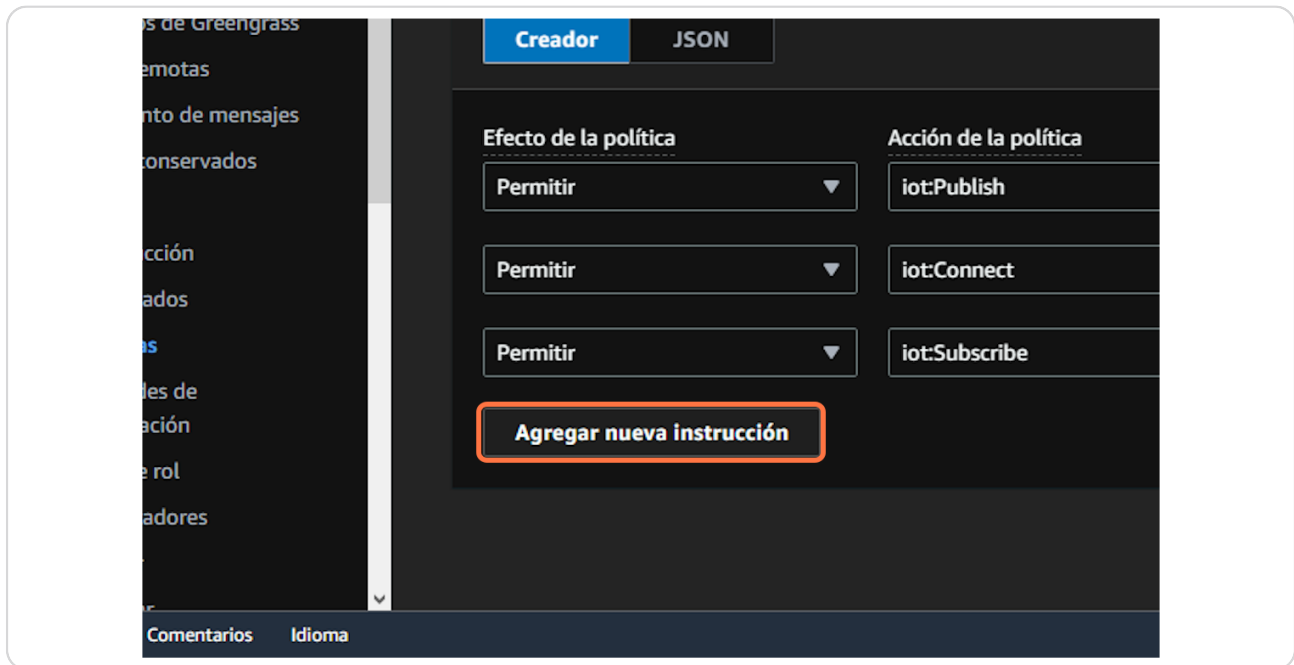 os de Greengrass
emotas
nto de mensajes
conservados
cción
ados
as
des de
ación
e rol
adores
Creador JSON
Efecto de la política Acción de la política
Permitir iot:Publish
Permitir iot:Connect
Permitir iot:Subscribe
Agregar nueva instrucción
Comentarios Idioma